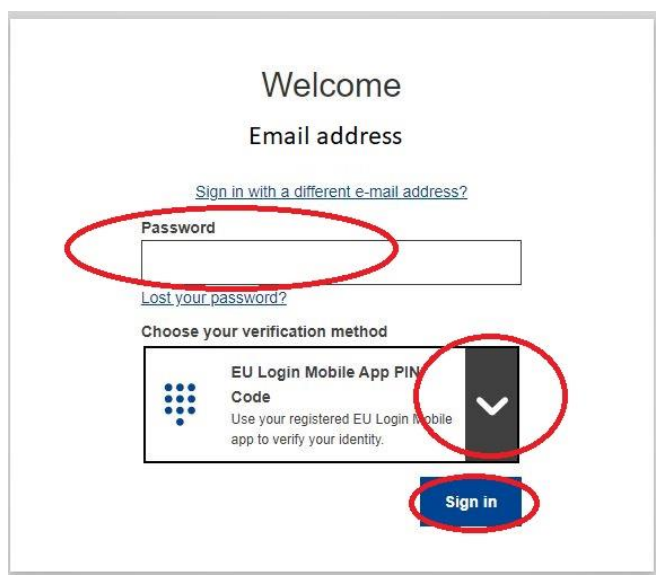 Welcome
Email address
Sign in with a different e-mail address?
Password
Lost your password?
Choose your verification method
EU Login Mobile App PIN
Code
Use your registered EU Login Mobile
app to verify your identity.
Sign in